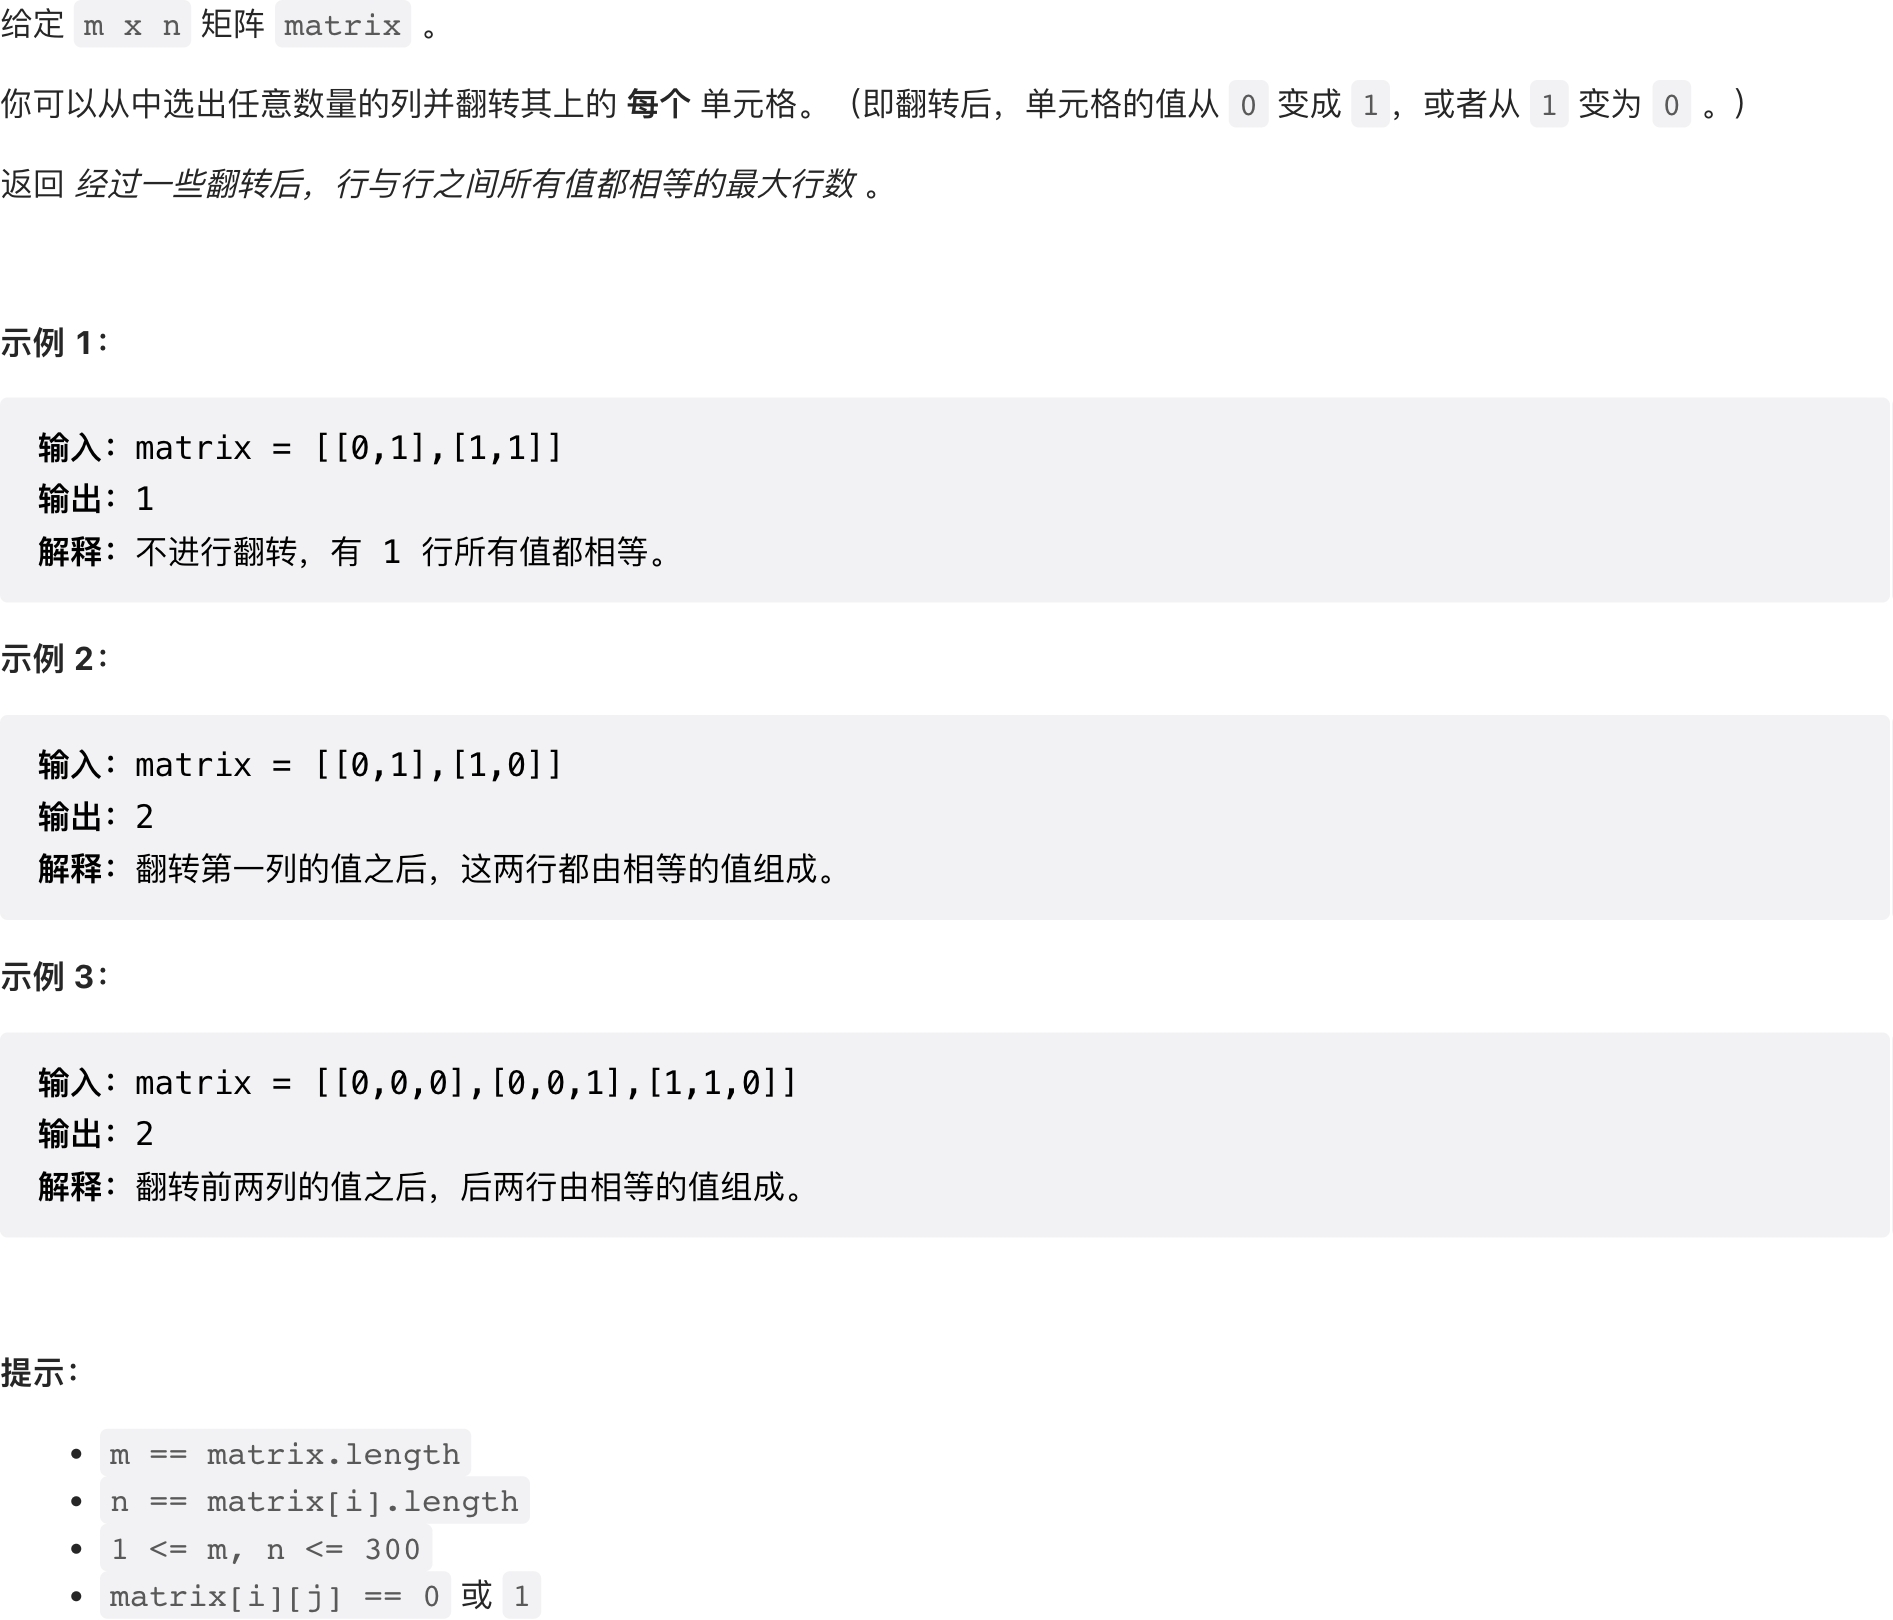 给定 m x n 矩阵 matrix 。
你可以从中选出任意数量的列并翻转其上的 每个 单元格。（即翻转后，单元格的值从 0 变成 1，或者从 1 变为 0 。）
返回 经过一些翻转后，行与行之间所有值都相等的最大行数 。
示例 1：
输入：matrix = [[0,1],[1,1]]
输出：1
解释：不进行翻转，有 1 行所有值都相等。
示例 2：
输入：matrix = [[0,1],[1,0]]
输出：2
解释：翻转第一列的值之后，这两行都由相等的值组成。
示例 3：
输入：matrix = [[0,0,0],[0,0,1],[1,1,0]]
输出：2
解释：翻转前两列的值之后，后两行由相等的值组成。
提示：
• m == matrix.length
• n == matrix[i].length
• 1 <= m, n <= 300
• matrix[i][j] == 0 或 1